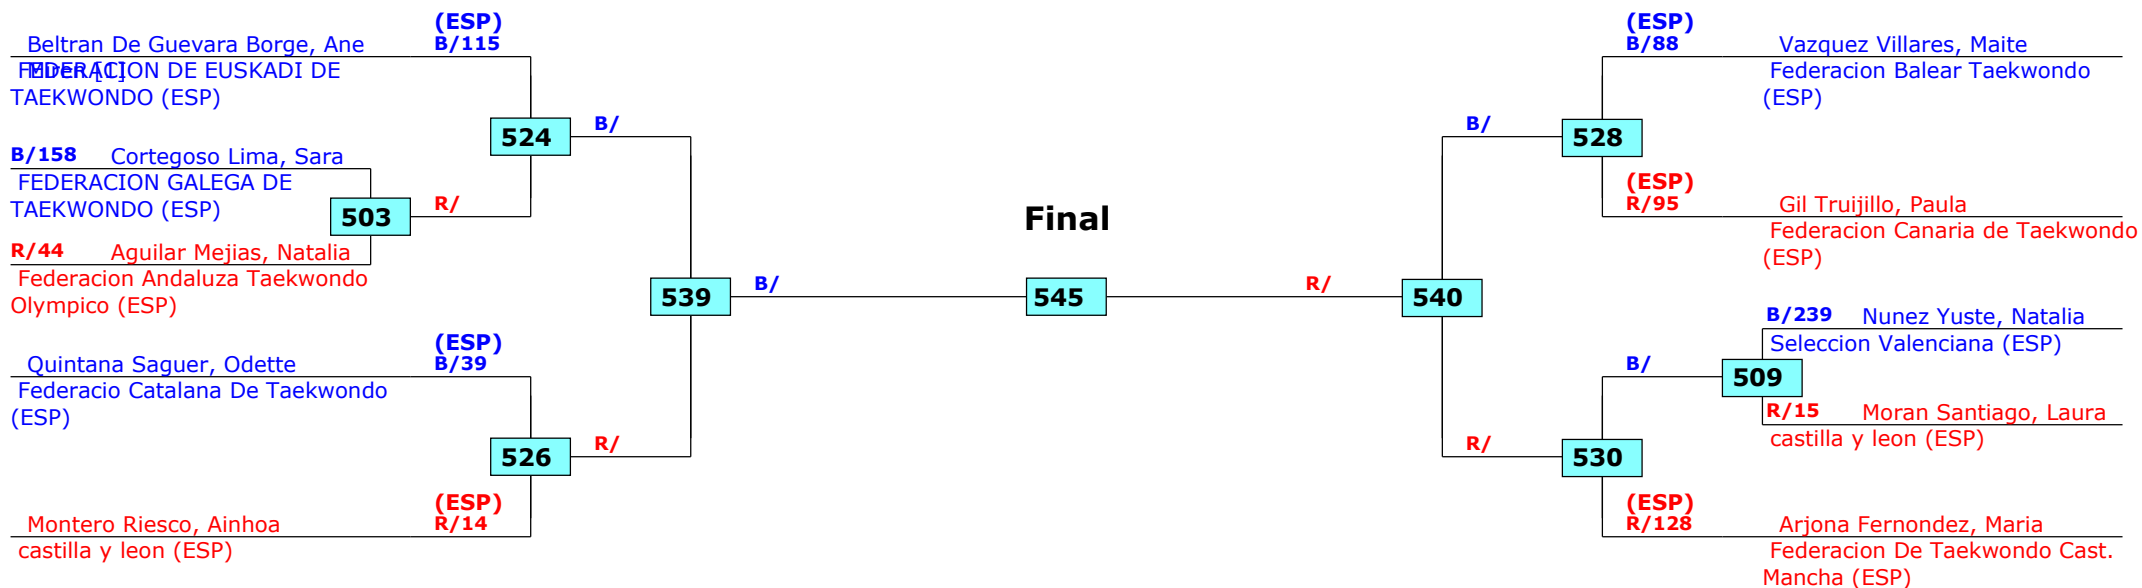 (ESP)
Beltran De Guevara Borge, Ane
B/115
Miren [1]
FEDERACION DE EUSKADI DE
TAEKWONDO (ESP)
524
B/
B/158 Cortegoso Lima, Sara
FEDERACION GALEGA DE
TAEKWONDO (ESP)
503
R/
R/44 Aguilar Mejias, Natalia
Federacion Andaluza Taekwondo
Olympico (ESP)
539
B/
(ESP)
Quintana Saguer, Odette
B/39
Federacio Catalana De Taekwondo
(ESP)
526
R/
(ESP)
Montero Riesco, Ainhoa
R/14
castilla y leon (ESP)
Final
545
(ESP)
B/88
Vazquez Villares, Maite
Federacion Balear Taekwondo
(ESP)
B/
528
(ESP)
R/95
Gil Truijillo, Paula
Federacion Canaria de Taekwondo
(ESP)
R/
540
B/239 Nunez Yuste, Natalia
Seleccion Valenciana (ESP)
B/
509
R/15 Moran Santiago, Laura
castilla y leon (ESP)
R/
530
(ESP)
R/128
Arjona Fernondez, Maria
Federacion De Taekwondo Cast.
Mancha (ESP)